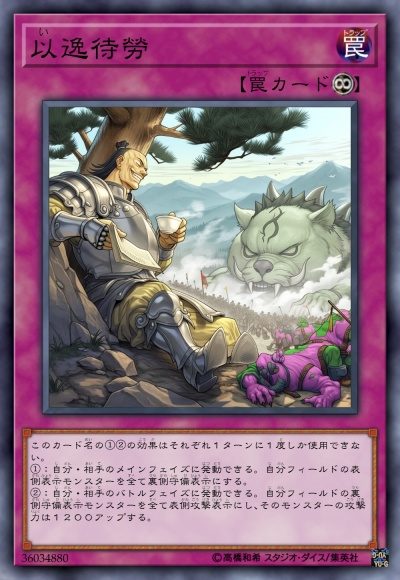 い
以逸待勞
トラップ
罠
【罠カード∞】
このカード名の①②の効果はそれぞれ1ターンに1度しか使用できな
い。
①：自分・相手のメインフェイズに発動できる。自分フィールドの表
側表示モンスターを全て裏側守備表示にする。
②：自分・相手のバトルフェイズに発動できる。自分フィールドの裏
側守備表示モンスターを全て表側攻撃表示にし、そのモンスターの攻撃
力は1200アップする。
36034880
©高橋和希 スタジオ・ダイス/集英社